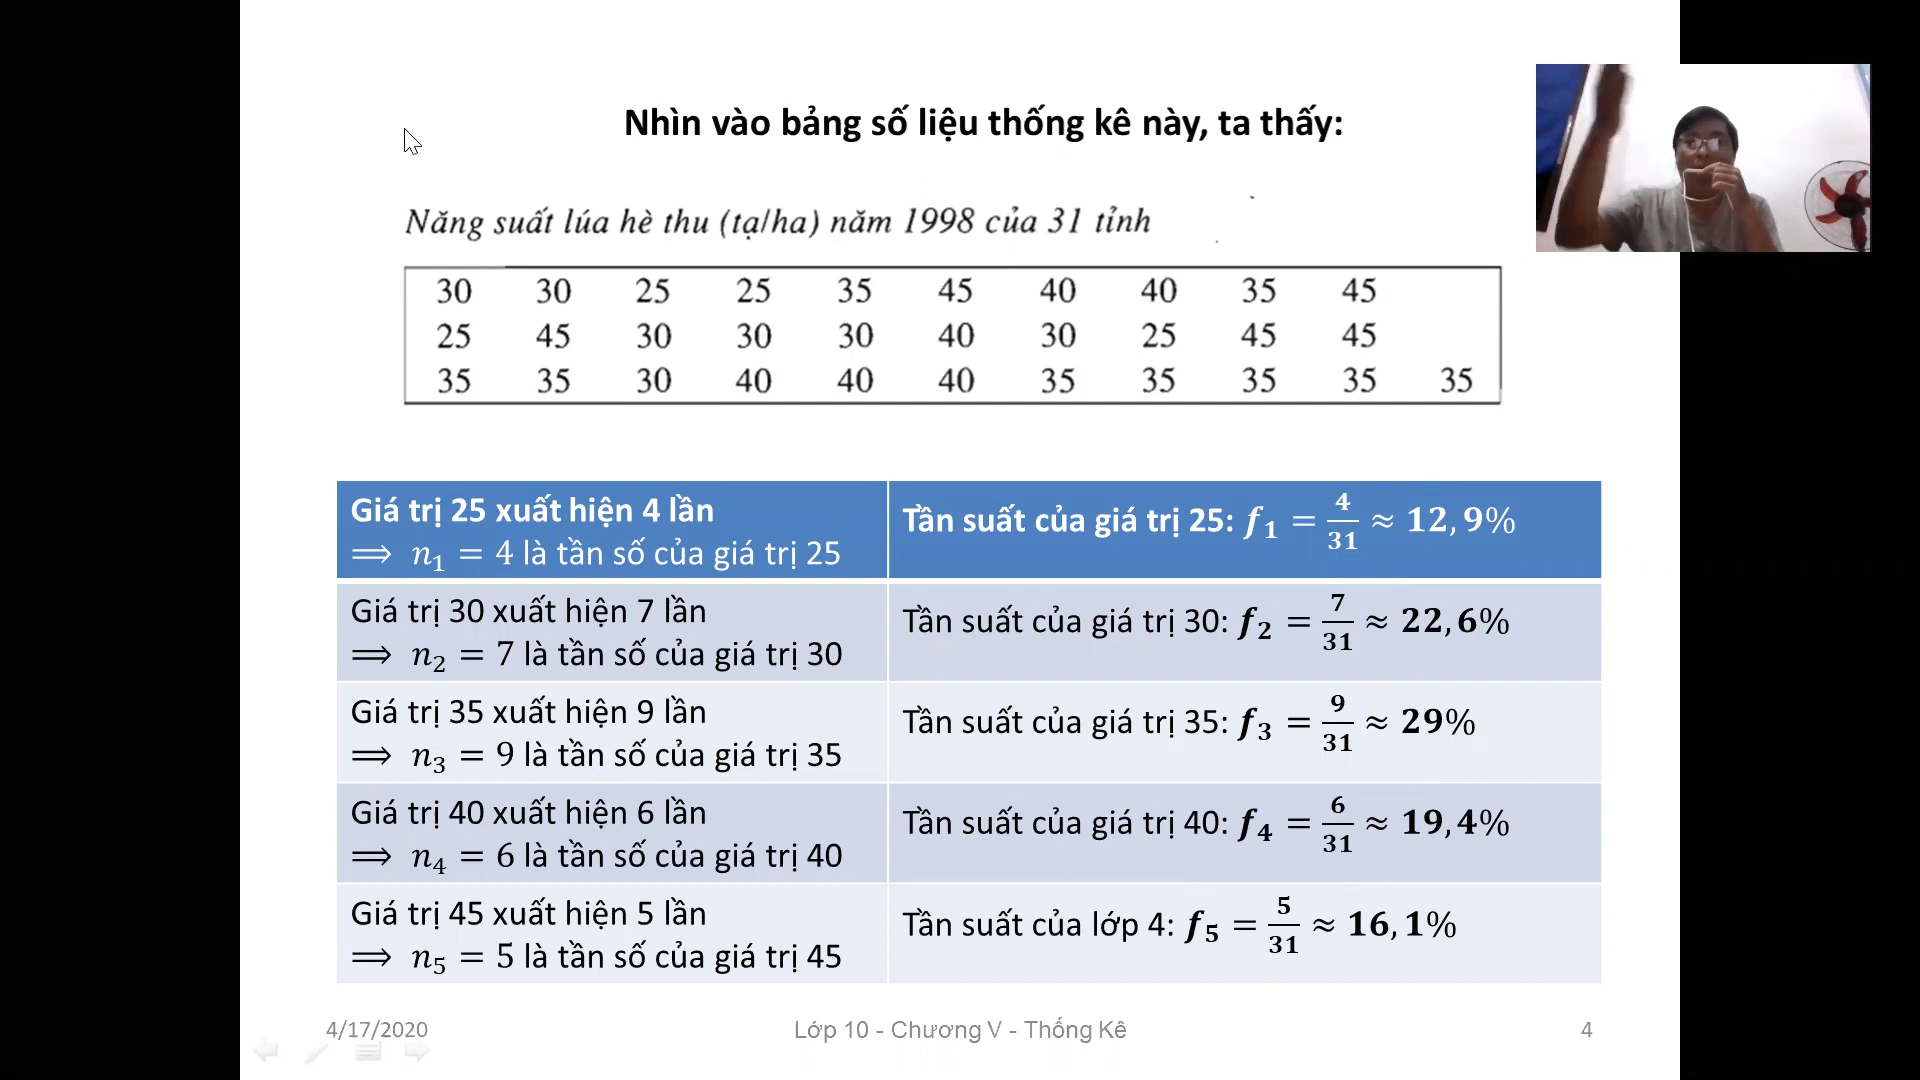 Nhìn vào bảng số liệu thống kê này, ta thấy:
Năng suất lúa hè thu (tạ/ha) năm 1998 của 31 tỉnh
30 30 25 25 35 45 40 40 35 45
25 45 30 30 30 40 30 25 45 45
35 35 30 40 40 40 35 35 35 35 35
Giá trị 25 xuất hiện 4 lần
⟹ n₁ = 4 là tần số của giá trị 25
Tần suất của giá trị 25: f₁ = 4/31 ≈ 12,9%
Giá trị 30 xuất hiện 7 lần
⟹ n₂ = 7 là tần số của giá trị 30
Tần suất của giá trị 30: f₂ = 7/31 ≈ 22,6%
Giá trị 35 xuất hiện 9 lần
⟹ n₃ = 9 là tần số của giá trị 35
Tần suất của giá trị 35: f₃ = 9/31 ≈ 29%
Giá trị 40 xuất hiện 6 lần
⟹ n₄ = 6 là tần số của giá trị 40
Tần suất của giá trị 40: f₄ = 6/31 ≈ 19,4%
Giá trị 45 xuất hiện 5 lần
⟹ n₅ = 5 là tần số của giá trị 45
Tần suất của lớp 4: f₅ = 5/31 ≈ 16,1%
4/17/2020
Lớp 10 - Chương V - Thống Kê
4